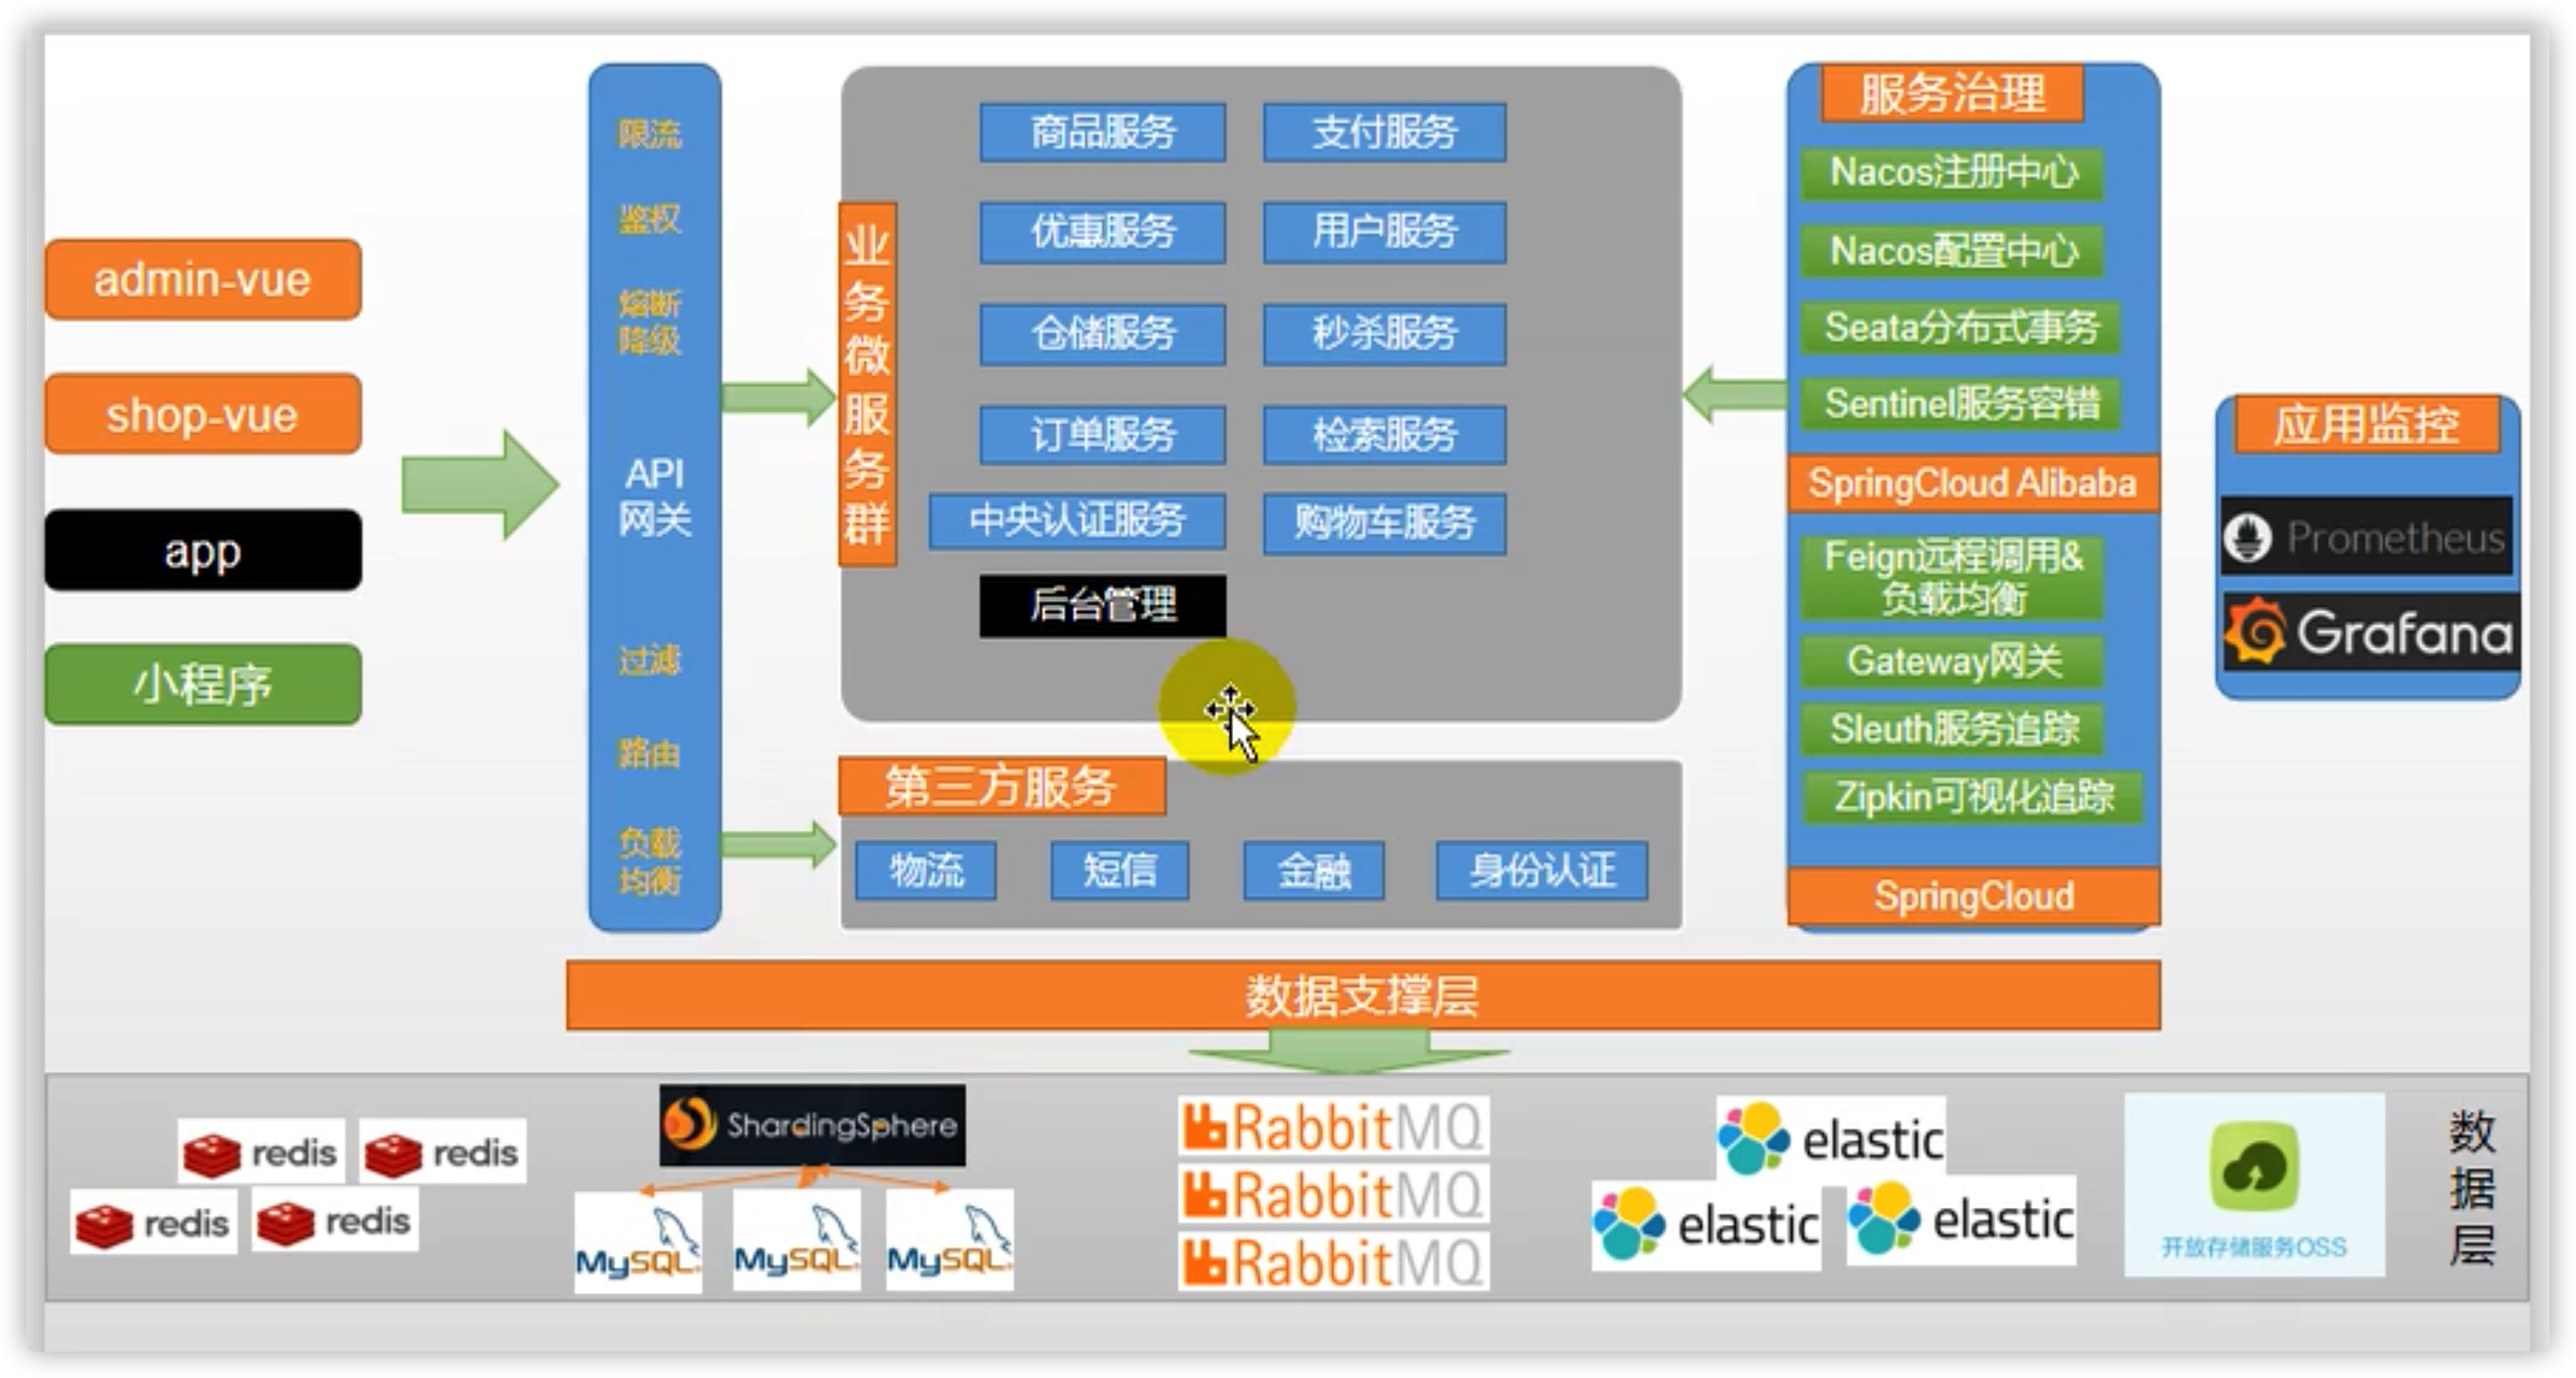 admin-vue
shop-vue
app
小程序
限流
鉴权
熔断
降级
API
网关
过滤
路由
负载
均衡
业
务
微
服
务
群
商品服务
支付服务
优惠服务
用户服务
仓储服务
秒杀服务
订单服务
检索服务
中央认证服务
购物车服务
后台管理
第三方服务
物流
短信
金融
身份认证
服务治理
Nacos注册中心
Nacos配置中心
Seata分布式事务
Sentinel服务容错
SpringCloud Alibaba
Feign远程调用&
负载均衡
Gateway网关
Sleuth服务追踪
Zipkin可视化追踪
SpringCloud
应用监控
Prometheus
Grafana
数据支撑层
redis
redis
redis
redis
ShardingSphere
MySQL
MySQL
MySQL
RabbitMQ
RabbitMQ
RabbitMQ
elastic
elastic
elastic
开放存储服务OSS
数
据
层